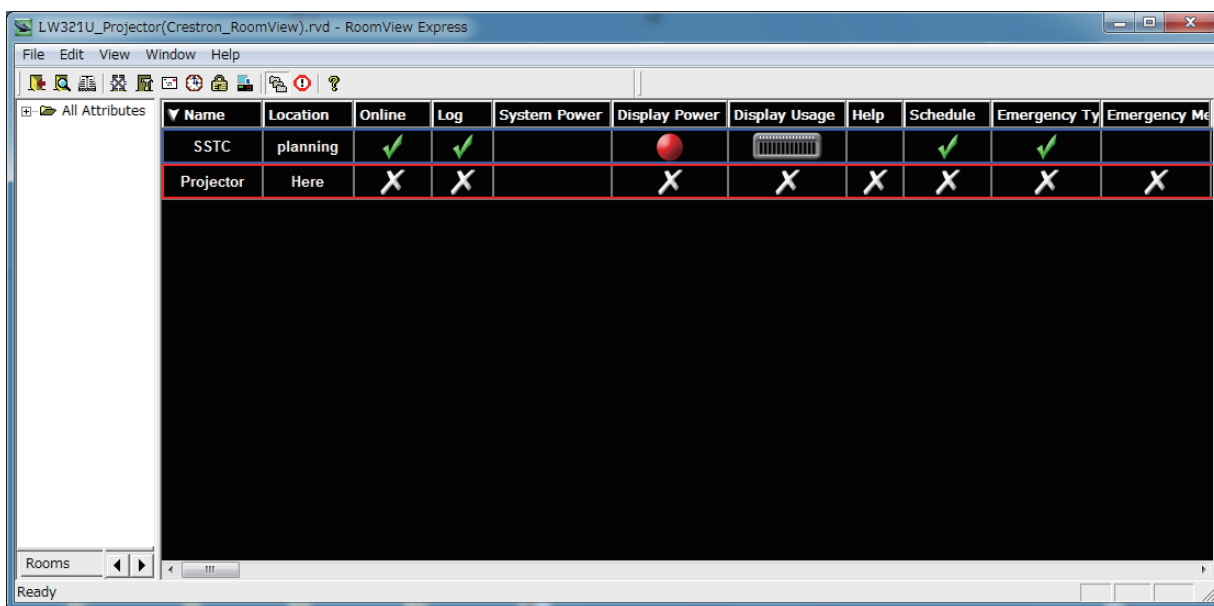 LW321U_Projector(Crestron_RoomView).rvd - RoomView Express
File Edit View Window Help
All Attributes
Name Location Online Log System Power Display Power Display Usage Help Schedule Emergency Ty Emergency Me
SSTC planning
Projector Here
Rooms
Ready